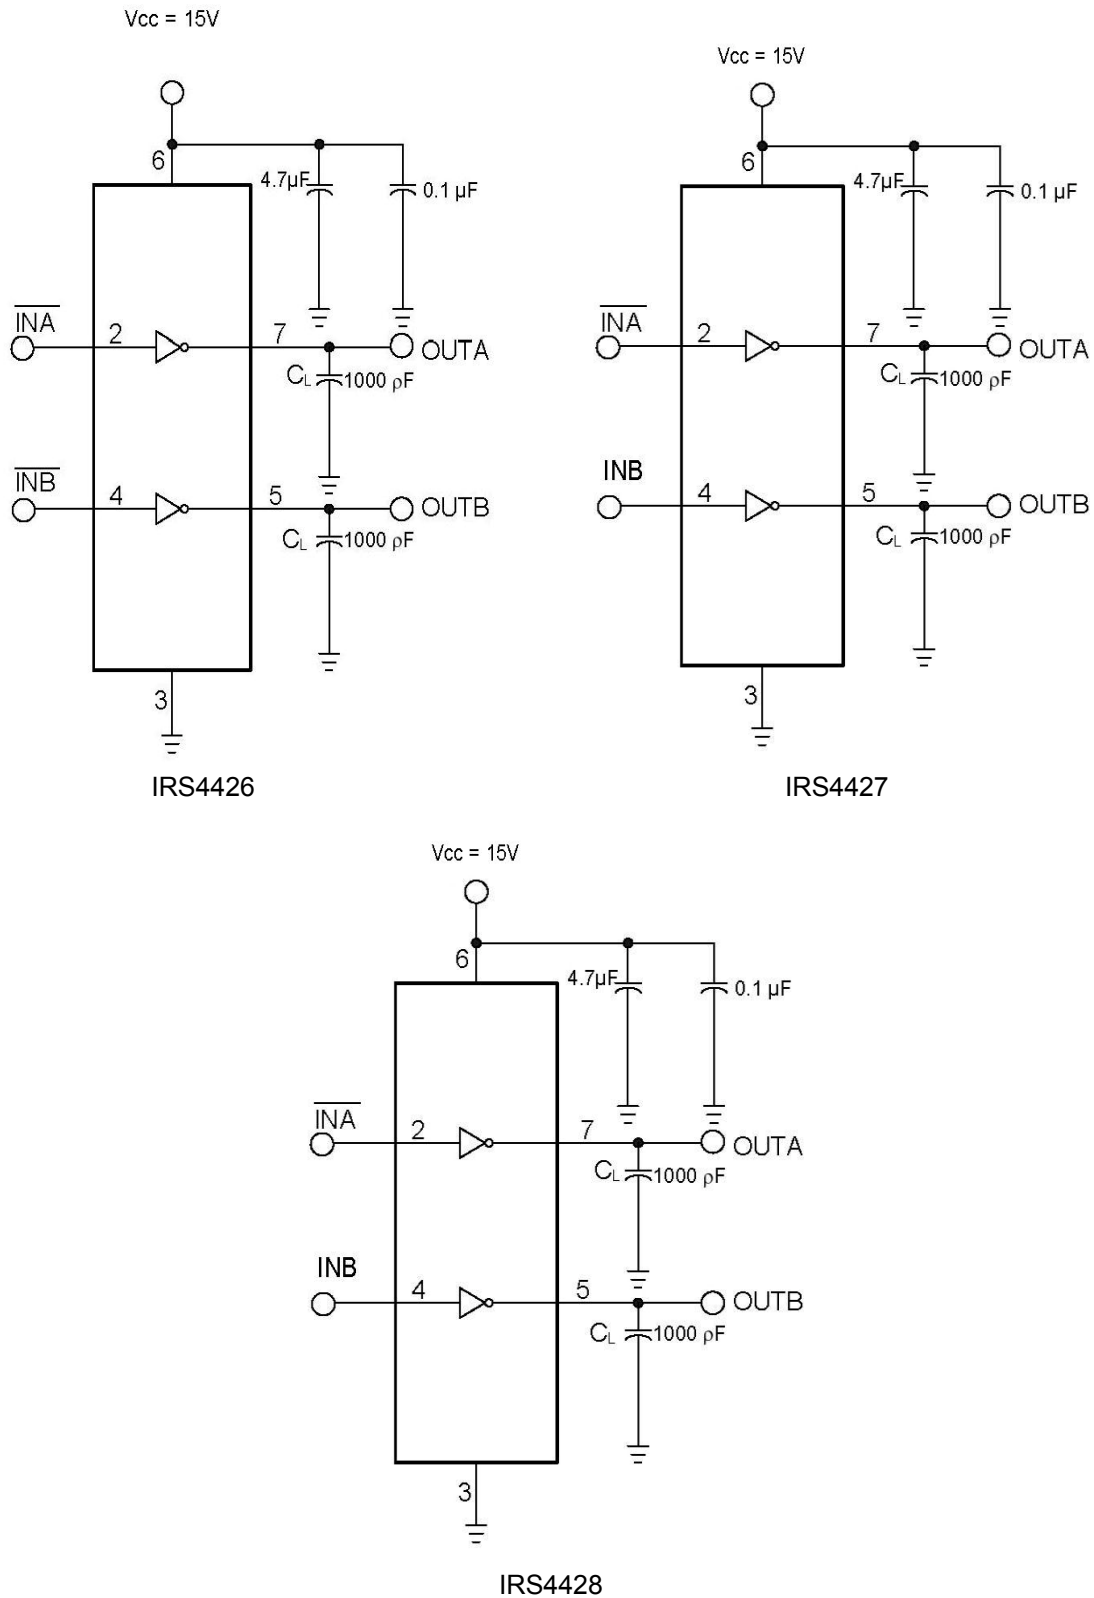 Vcc = 15V
6
4.7µF
0.1 µF
INA
2
7
OUTA
CL
1000 ρF
INB
4
5
OUTB
CL
1000 ρF
3
IRS4426
Vcc = 15V
6
4.7µF
0.1 µF
INA
2
7
OUTA
CL
1000 ρF
INB
4
5
OUTB
CL
1000 ρF
3
IRS4427
Vcc = 15V
6
4.7µF
0.1 µF
INA
2
7
OUTA
CL
1000 ρF
INB
4
5
OUTB
CL
1000 ρF
3
IRS4428